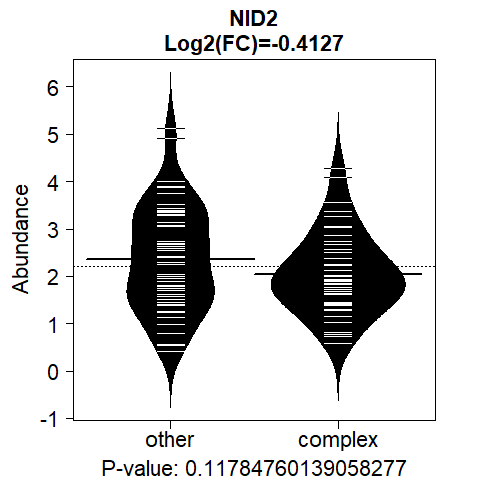 NID2
Log2(FC)=-0.4127
Abundance
6
5
4
3
2
1
0
-1
other complex
P-value: 0.11784760139058277